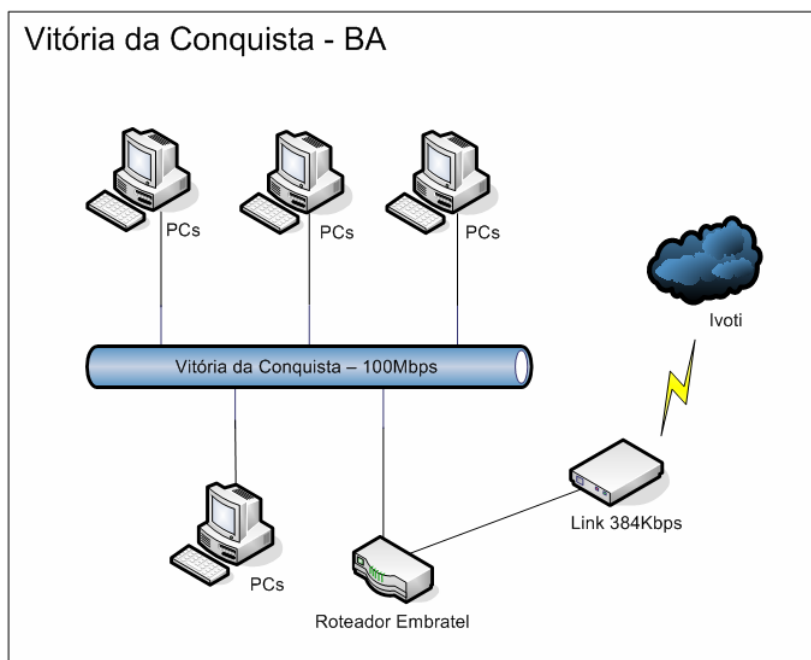 Vitória da Conquista - BA
PCs
PCs
PCs
Ivoti
Vitória da Conquista – 100Mbps
Link 384Kbps
PCs
Roteador Embratel